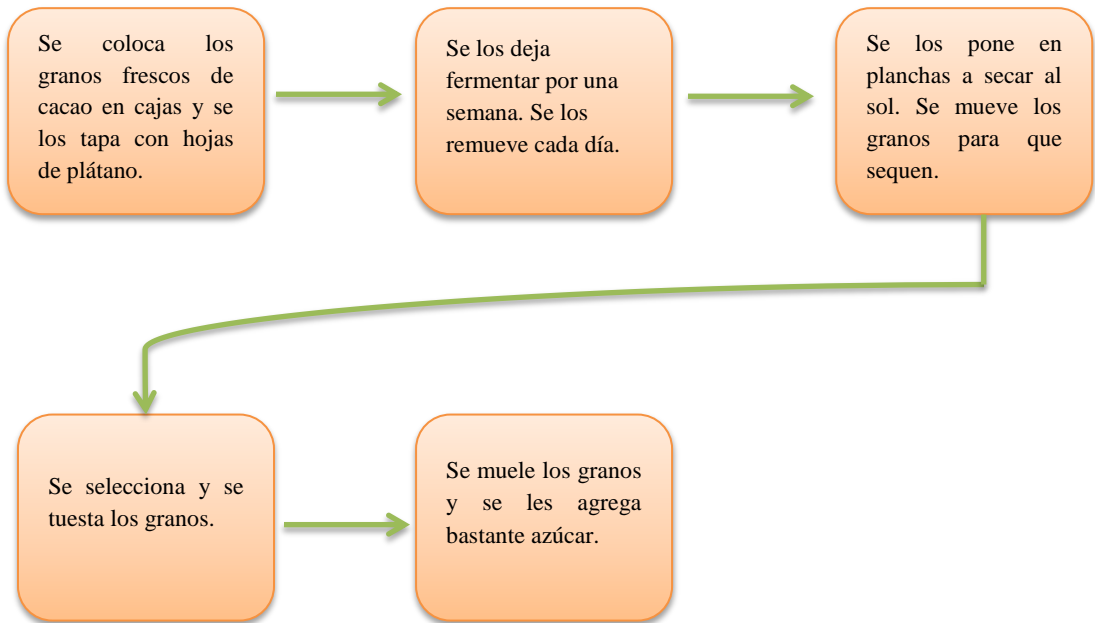 Se coloca los
granos frescos de
cacao en cajas y se
los tapa con hojas
de plátano.
Se los deja
fermentar por una
semana. Se los
remueve cada día.
Se los pone en
planchas a secar al
sol. Se mueve los
granos para que
sequen.
Se selecciona y se
tuesta los granos.
Se muele los granos
y se les agrega
bastante azúcar.